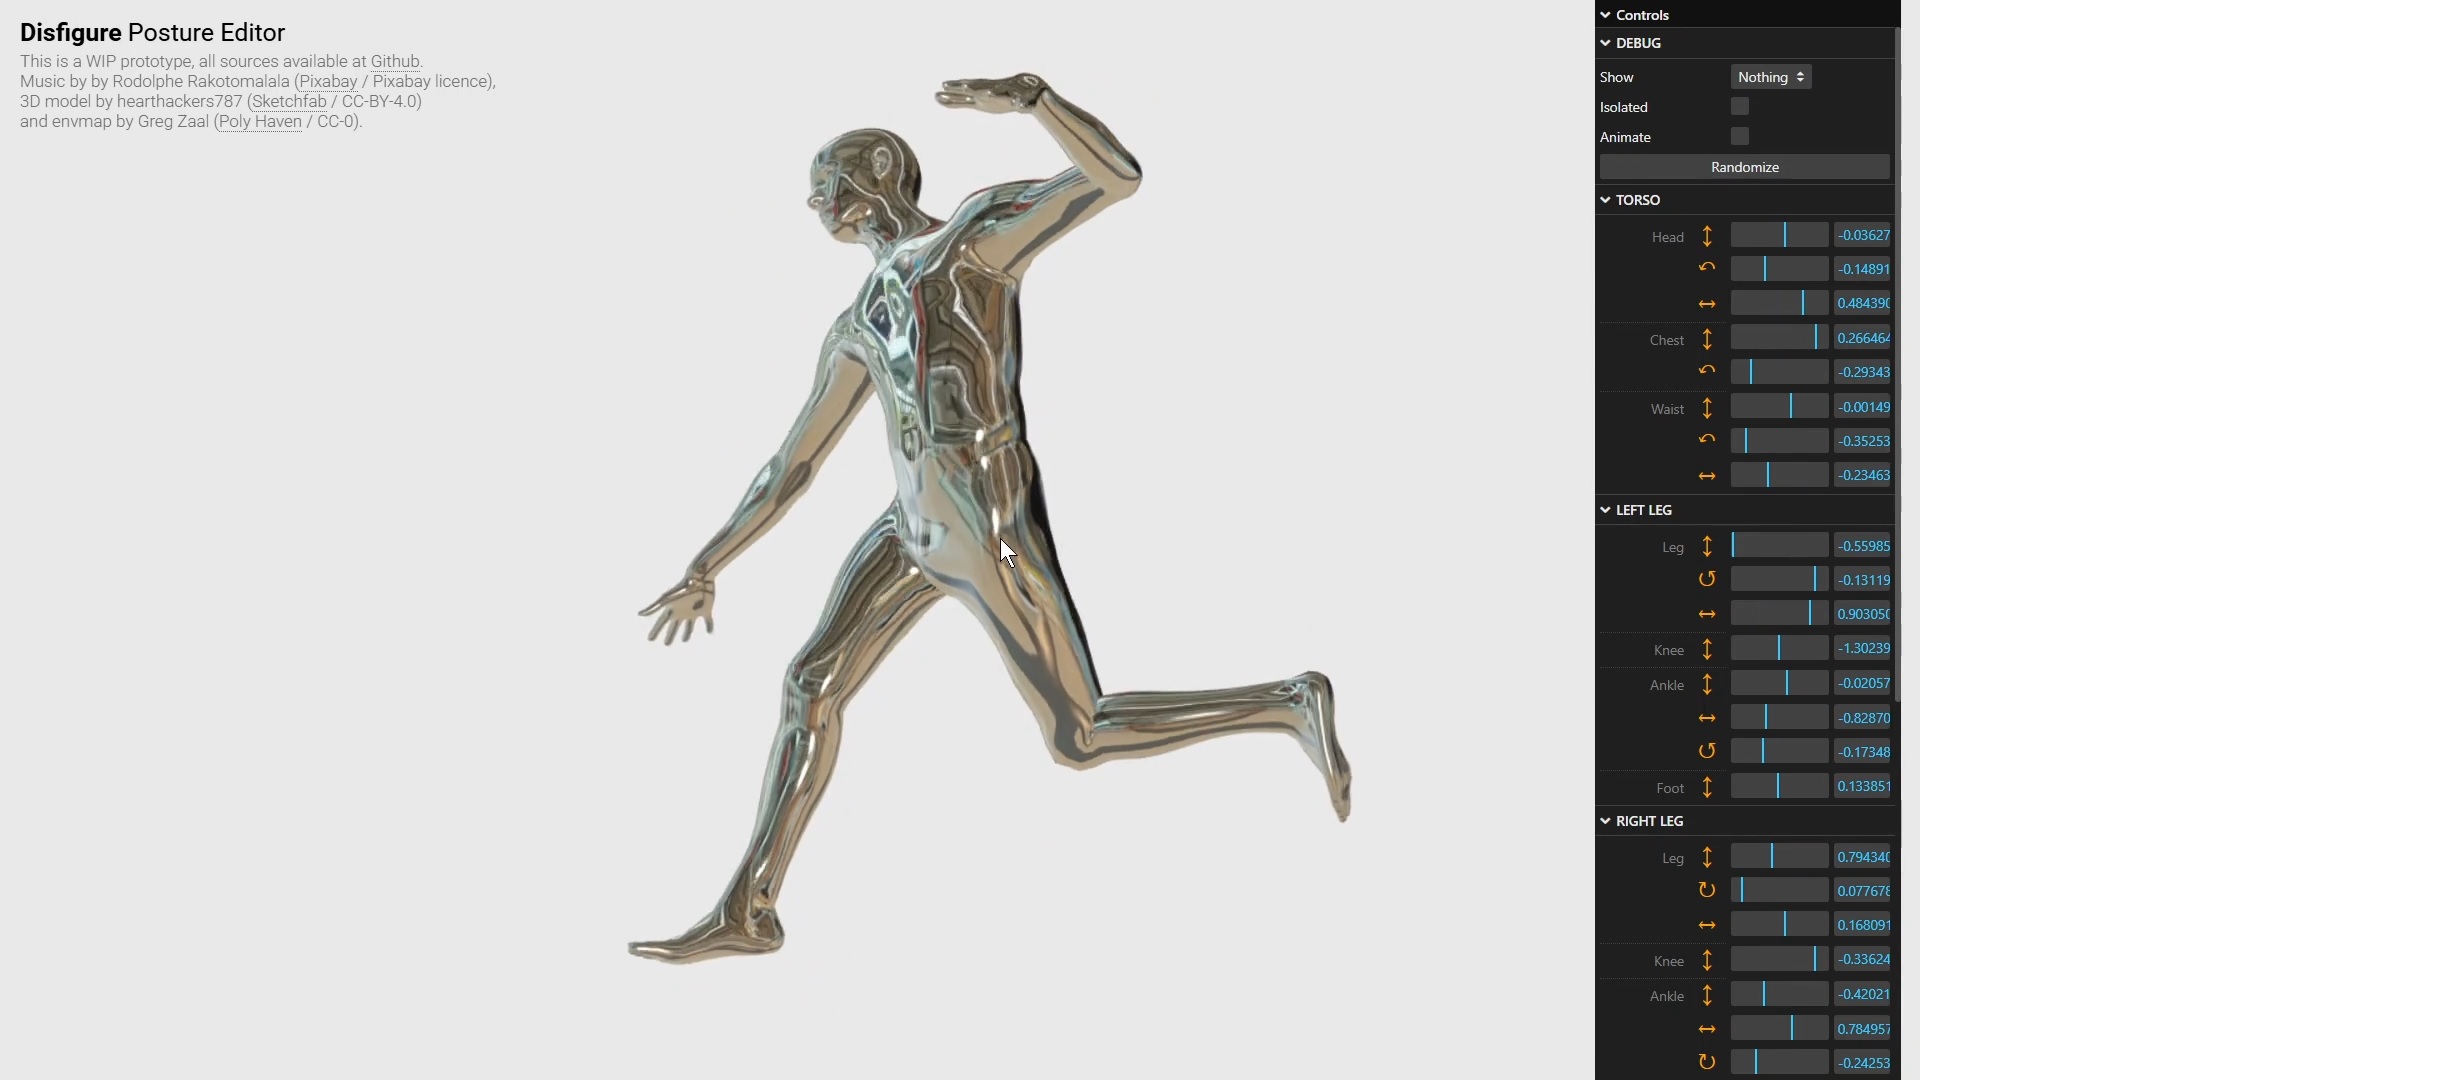 Disfigure Posture Editor
This is a WIP prototype, all sources available at Github.
Music by by Rodolphe Rakotomalala (Pixabay / Pixabay licence),
3D model by hearthackers787 (Sketchfab / CC-BY-4.0)
and envmap by Greg Zaal (Poly Haven / CC-0).
Controls
DEBUG
Show Nothing
Isolated
Animate
Randomize
TORSO
Head -0.03627
-0.14891
0.484390
Chest 0.266464
-0.29343
Waist -0.00149
-0.35253
-0.23463
LEFT LEG
Leg -0.55985
-0.13119
0.903050
Knee -1.30239
Ankle -0.02057
-0.82870
-0.17348
Foot 0.133851
RIGHT LEG
Leg 0.794340
0.077678
0.168091
Knee -0.33624
Ankle -0.42021
0.784957
-0.24253